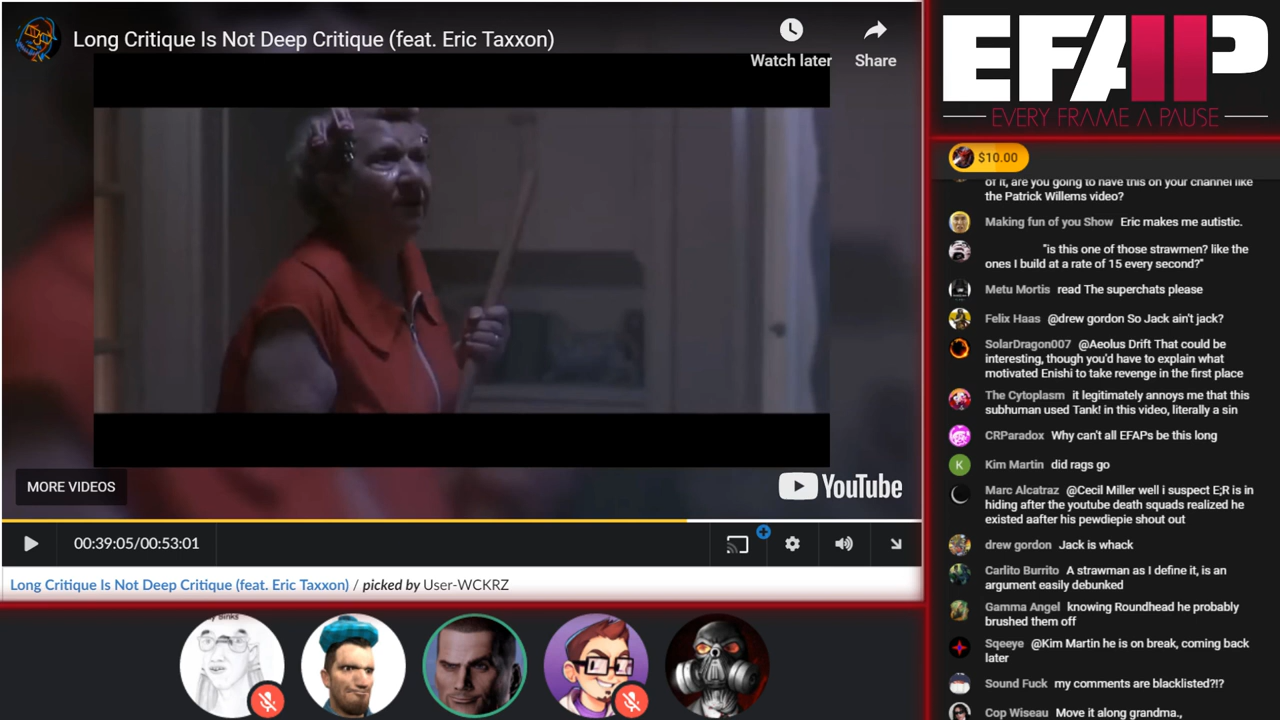 Long Critique Is Not Deep Critique (feat. Eric Taxxon)
Watch later
Share
MORE VIDEOS
YouTube
00:39:05/00:53:01
Long Critique Is Not Deep Critique (feat. Eric Taxxon) / picked by User-WCKRZ
EFAP
EVERY FRAME A PAUSE
$10.00
of it, are you going to have this on your channel like
the Patrick Willems video?
Making fun of you Show Eric makes me autistic.
"is this one of those strawmen? like the
ones I build at a rate of 15 every second?"
Metu Mortis read The superchats please
Felix Haas @drew gordon So Jack ain't jack?
SolarDragon007 @Aeolus Drift That could be
interesting, though you'd have to explain what
motivated Enishi to take revenge in the first place
The Cytoplasm it legitimately annoys me that this
subhuman used Tank! in this video, literally a sin
CRParadox Why can't all EFAPs be this long
K
Kim Martin did rags go
Marc Alcatraz @Cecil Miller well i suspect E;R is in
hiding after the youtube death squads realized he
existed aafter his pewdiepie shout out
drew gordon Jack is whack
Carlito Burrito A strawman as I define it, is an
argument easily debunked
Gamma Angel knowing Roundhead he probably
brushed them off
Sqeeye @Kim Martin he is on break, coming back
later
Sound Fuck my comments are blacklisted?!?
Cop Wiseau Move it along grandma.,